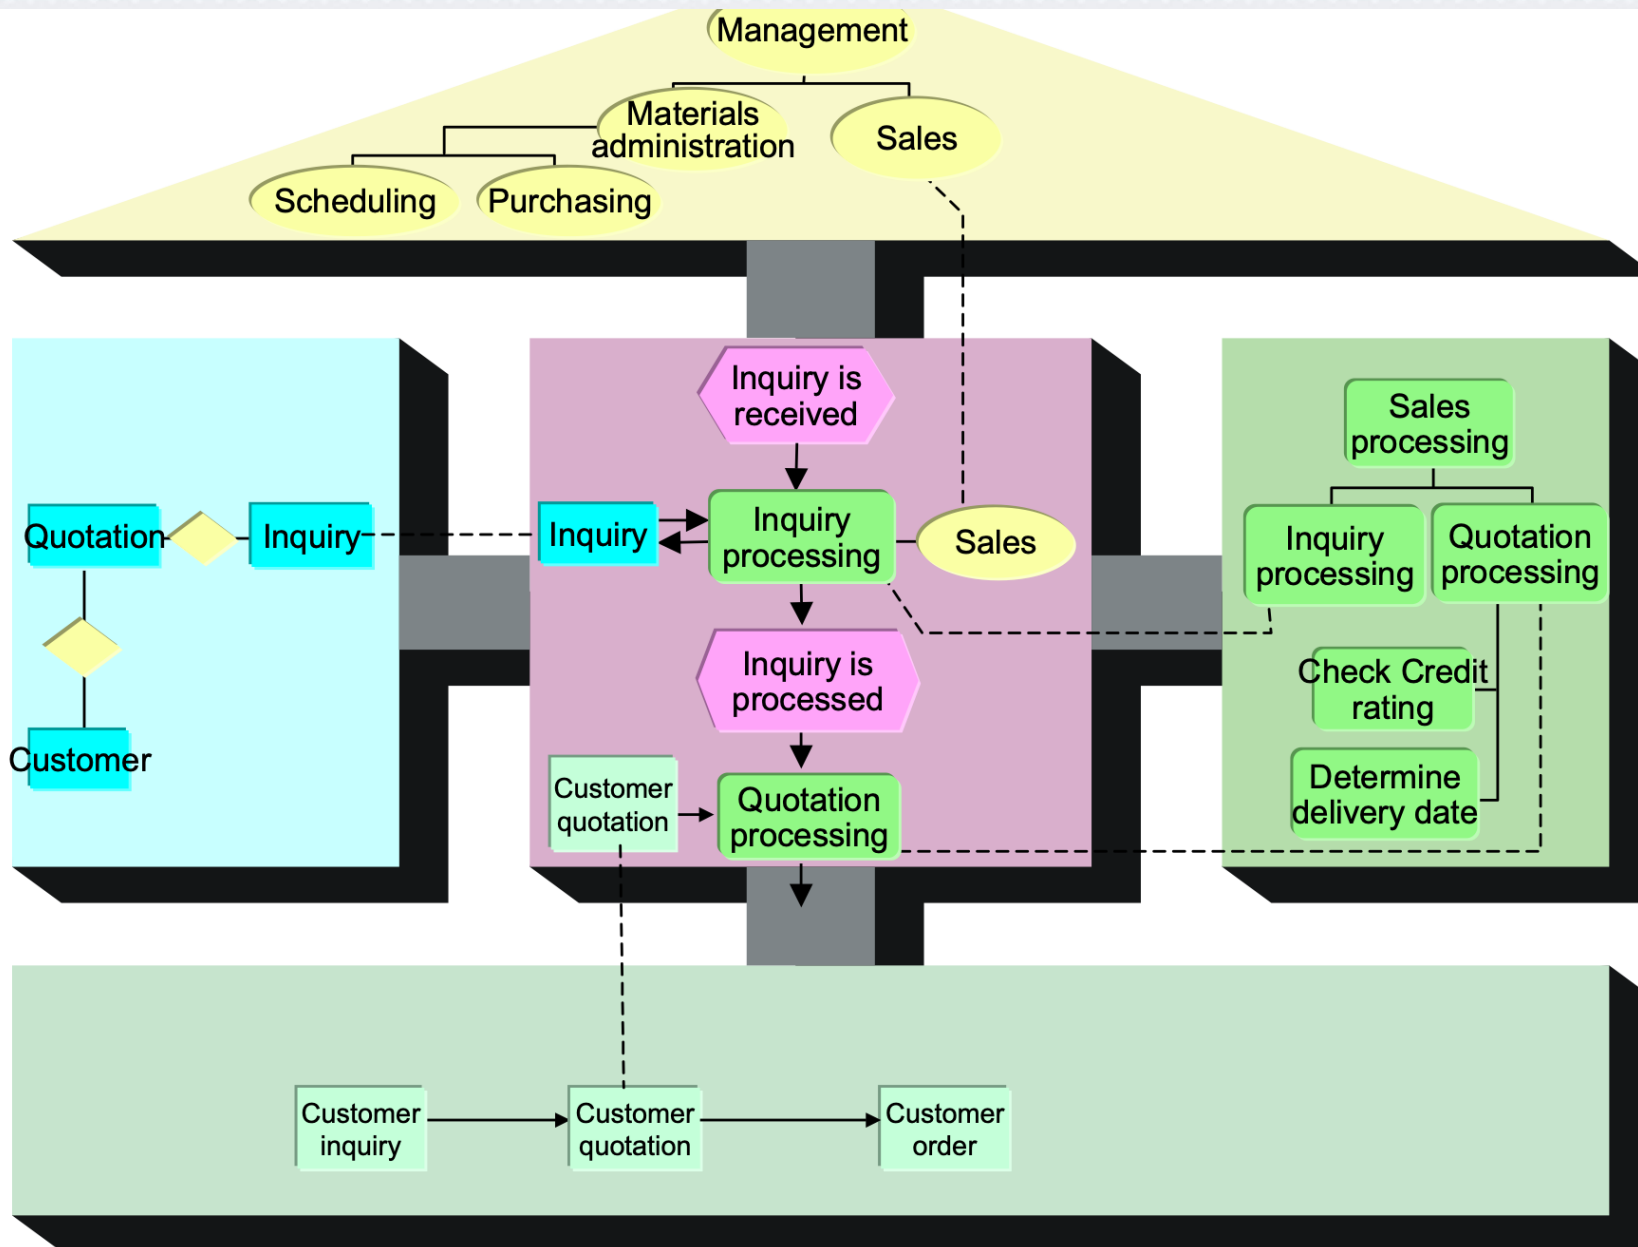 Management
Materials
administration
Sales
Scheduling
Purchasing
Quotation
Inquiry
Customer
Inquiry is
received
Inquiry
Inquiry
processing
Sales
Inquiry is
processed
Customer
quotation
Quotation
processing
Sales
processing
Inquiry
processing
Quotation
processing
Check Credit
rating
Determine
delivery date
Customer
inquiry
Customer
quotation
Customer
order